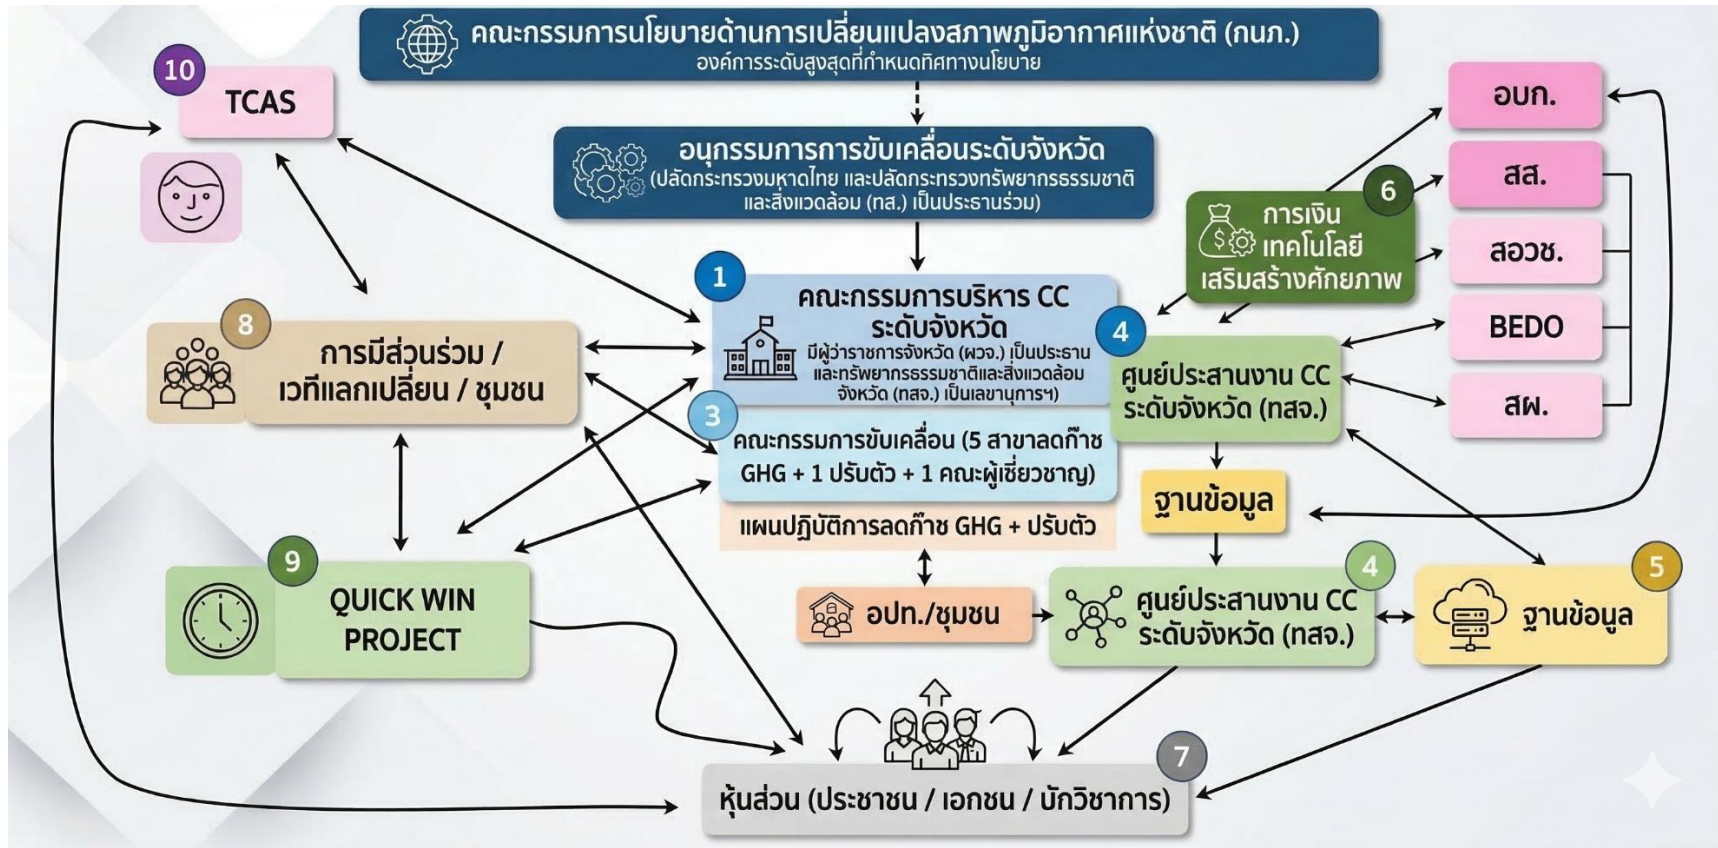 คณะกรรมการนโยบายด้านการเปลี่ยนแปลงสภาพภูมิอากาศแห่งชาติ (กนภ.)
องค์การระดับสูงสุดที่กำหนดทิศทางนโยบาย
10
TCAS
อนุกรรมการการขับเคลื่อนระดับจังหวัด
(ปลัดกระทรวงมหาดไทย และปลัดกระทรวงทรัพยากรธรรมชาติ
และสิ่งแวดล้อม (ทส.) เป็นประธานร่วม)
อบก.
สส.
สอวช.
BEDO
สผ.
6
การเงิน
เทคโนโลยี
เสริมสร้างศักยภาพ
1
คณะกรรมการบริหาร CC
ระดับจังหวัด
มีผู้ว่าราชการจังหวัด (ผวจ.) เป็นประธาน
และทรัพยากรธรรมชาติและสิ่งแวดล้อม
จังหวัด (ทสจ.) เป็นเลขานุการฯ)
8
การมีส่วนร่วม /
เวทีแลกเปลี่ยน / ชุมชน
4
ศูนย์ประสานงาน CC
ระดับจังหวัด (ทสจ.)
3
คณะกรรมการขับเคลื่อน (5 สาขาลดก๊าซ
GHG + 1 ปรับตัว + 1 คณะผู้เชี่ยวชาญ)
แผนปฏิบัติการลดก๊าซ GHG + ปรับตัว
ฐานข้อมูล
9
QUICK WIN
PROJECT
อปท./ชุมชน
4
ศูนย์ประสานงาน CC
ระดับจังหวัด (ทสจ.)
5
ฐานข้อนูล
7
หุ้นส่วน (ประชาชน / เอกชน / บักวิชาการ)